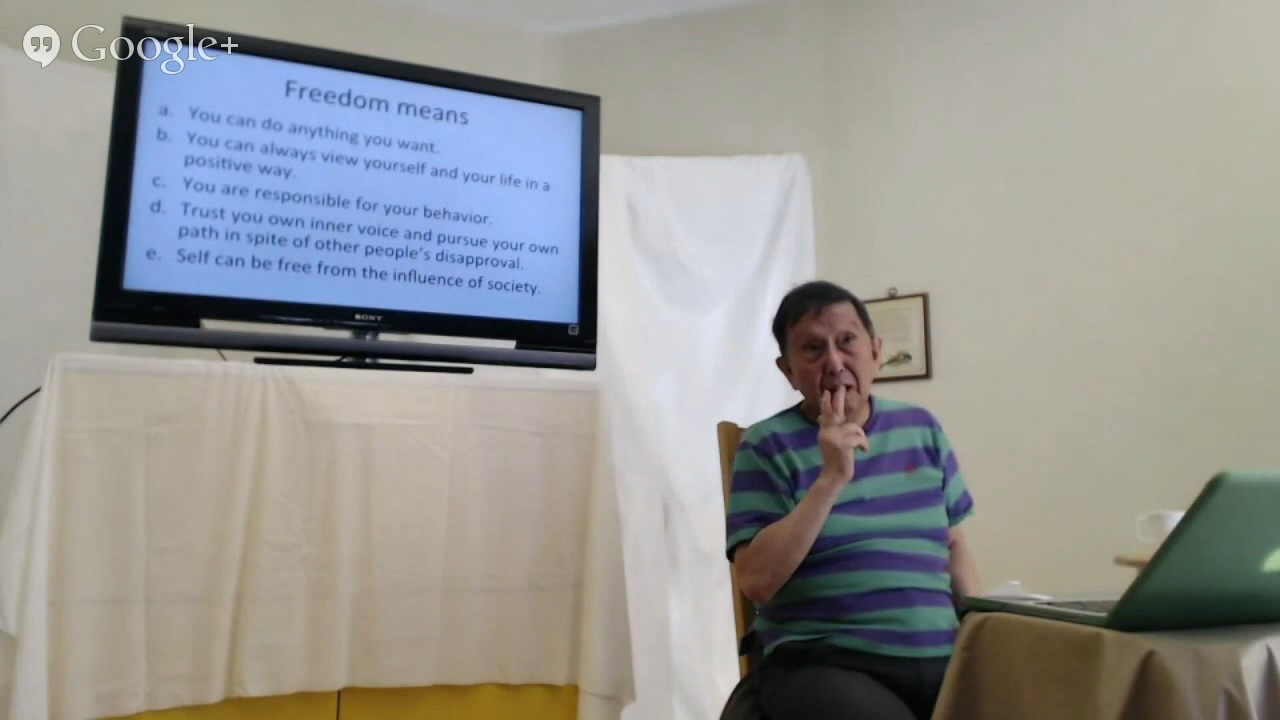 Google+
Freedom means
a. You can do anything you want.
b. You can always view yourself and your life in a
positive way.
c. You are responsible for your behavior.
d. Trust you own inner voice and pursue your own
path in spite of other people's disapproval.
e. Self can be free from the influence of society.
SONY